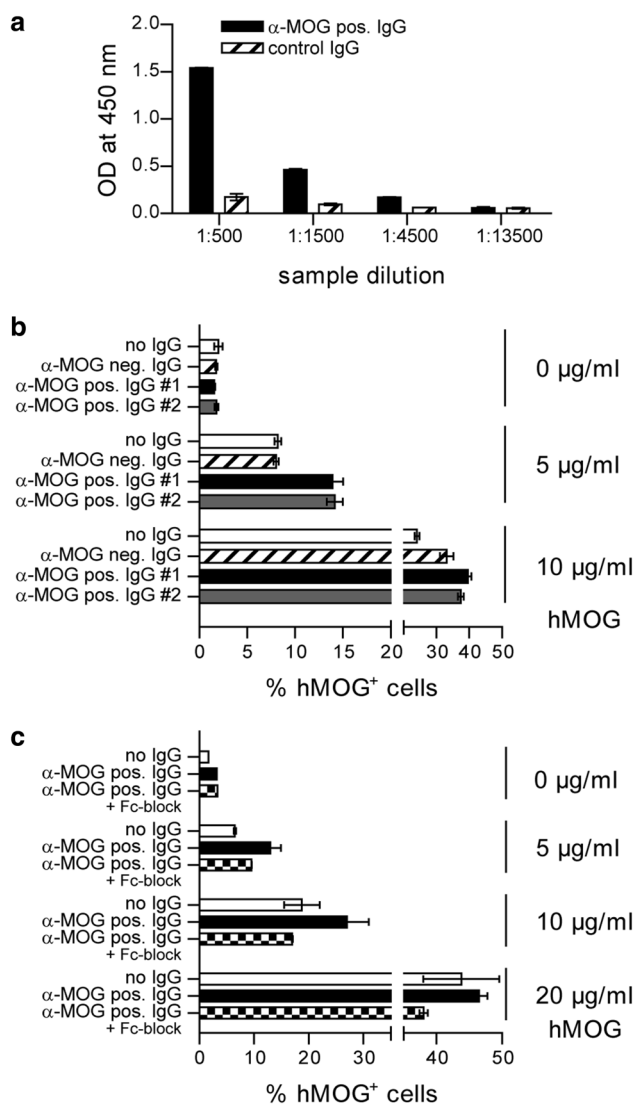 a
OD at 450 nm
2.0
1.5
1.0
0.5
0.0
α-MOG pos. IgG
control IgG
1:500 1:1500 1:4500 1:13500
sample dilution
b
no IgG
α-MOG neg. IgG
α-MOG pos. IgG #1
α-MOG pos. IgG #2
0 µg/ml
no IgG
α-MOG neg. IgG
α-MOG pos. IgG #1
α-MOG pos. IgG #2
5 µg/ml
no IgG
α-MOG neg. IgG
α-MOG pos. IgG #1
α-MOG pos. IgG #2
10 µg/ml
hMOG
0 5 10 15 20 30 40 50
% hMOG⁺ cells
c
no IgG
α-MOG pos. IgG
α-MOG pos. IgG
+ Fc-block
0 µg/ml
no IgG
α-MOG pos. IgG
α-MOG pos. IgG
+ Fc-block
5 µg/ml
no IgG
α-MOG pos. IgG
α-MOG pos. IgG
+ Fc-block
10 µg/ml
no IgG
α-MOG pos. IgG
α-MOG pos. IgG
+ Fc-block
20 µg/ml
hMOG
0 10 20 30 40 50
% hMOG⁺ cells